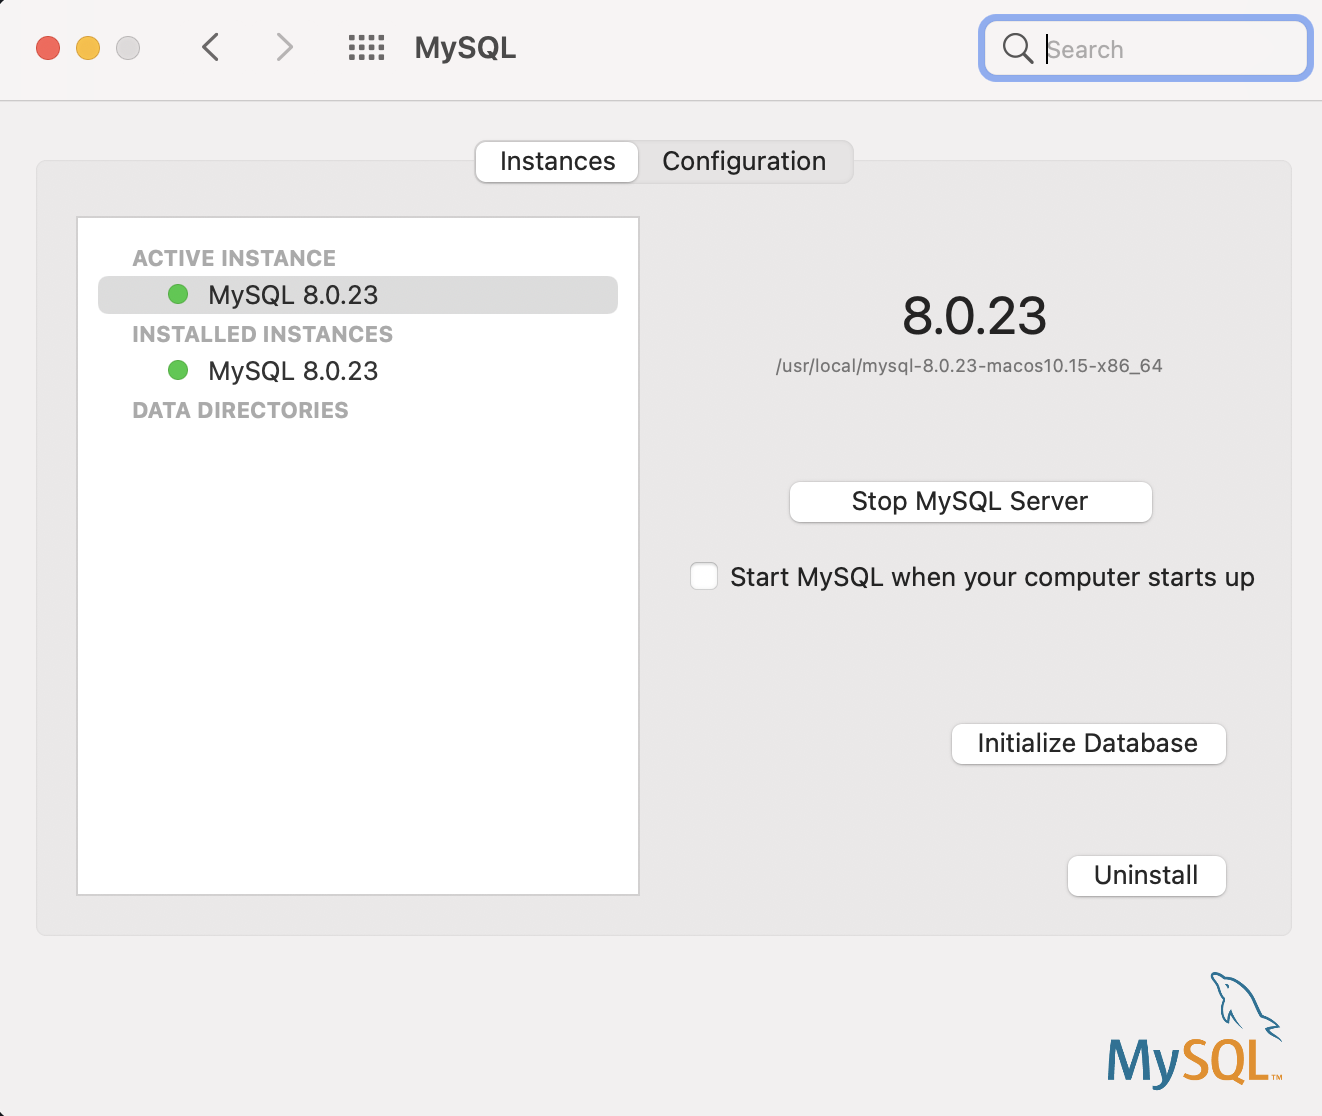 MySQL
Search
Instances
Configuration
ACTIVE INSTANCE
MySQL 8.0.23
INSTALLED INSTANCES
MySQL 8.0.23
DATA DIRECTORIES
8.0.23
/usr/local/mysql-8.0.23-macos10.15-x86_64
Stop MySQL Server
Start MySQL when your computer starts up
Initialize Database
Uninstall
MySQL™